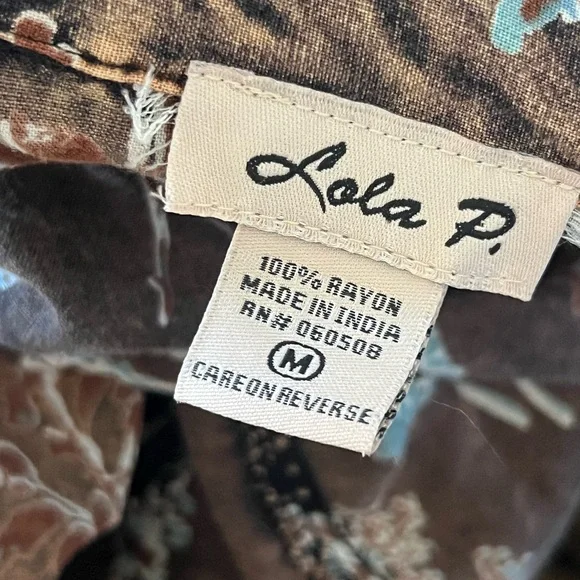 Lola P.
100% RAYON
MADE IN INDIA
RN# 060508
M
CARE ON REVERSE